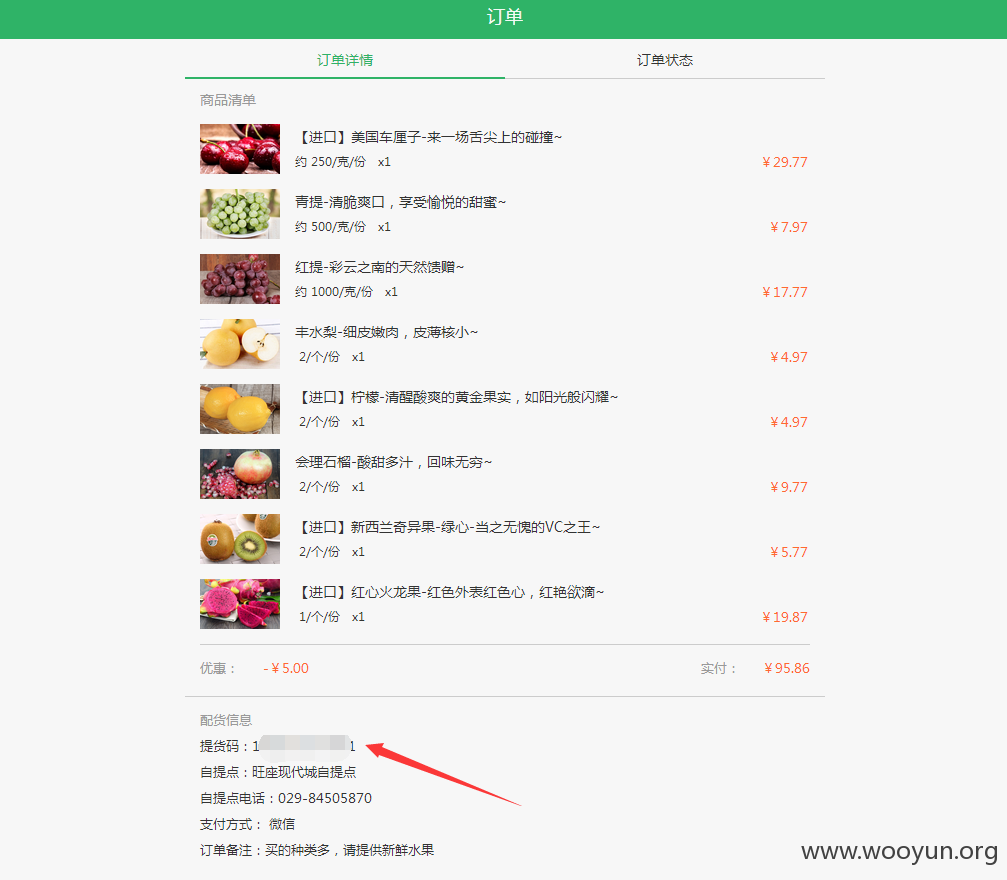 订单
订单详情 订单状态
商品清单
【进口】美国车厘子-来一场舌尖上的碰撞~
约 250/克/份 x1 ￥29.77
青提-清脆爽口，享受愉悦的甜蜜~
约 500/克/份 x1 ￥7.97
红提-彩云之南的天然馈赠~
约 1000/克/份 x1 ￥17.77
丰水梨-细皮嫩肉，皮薄核小~
2/个/份 x1 ￥4.97
【进口】柠檬-清醒酸爽的黄金果实，如阳光般闪耀~
2/个/份 x1 ￥4.97
会理石榴-酸甜多汁，回味无穷~
2/个/份 x1 ￥9.77
【进口】新西兰奇异果-绿心-当之无愧的VC之王~
2/个/份 x1 ￥5.77
【进口】红心火龙果-红色外表红色心，红艳欲滴~
1/个/份 x1 ￥19.87
优惠： -￥5.00 实付： ￥95.86
配货信息
提货码：1 1
自提点：旺座现代城自提点
自提点电话：029-84505870
支付方式： 微信
订单备注：买的种类多，请提供新鲜水果
www.wooyun.org